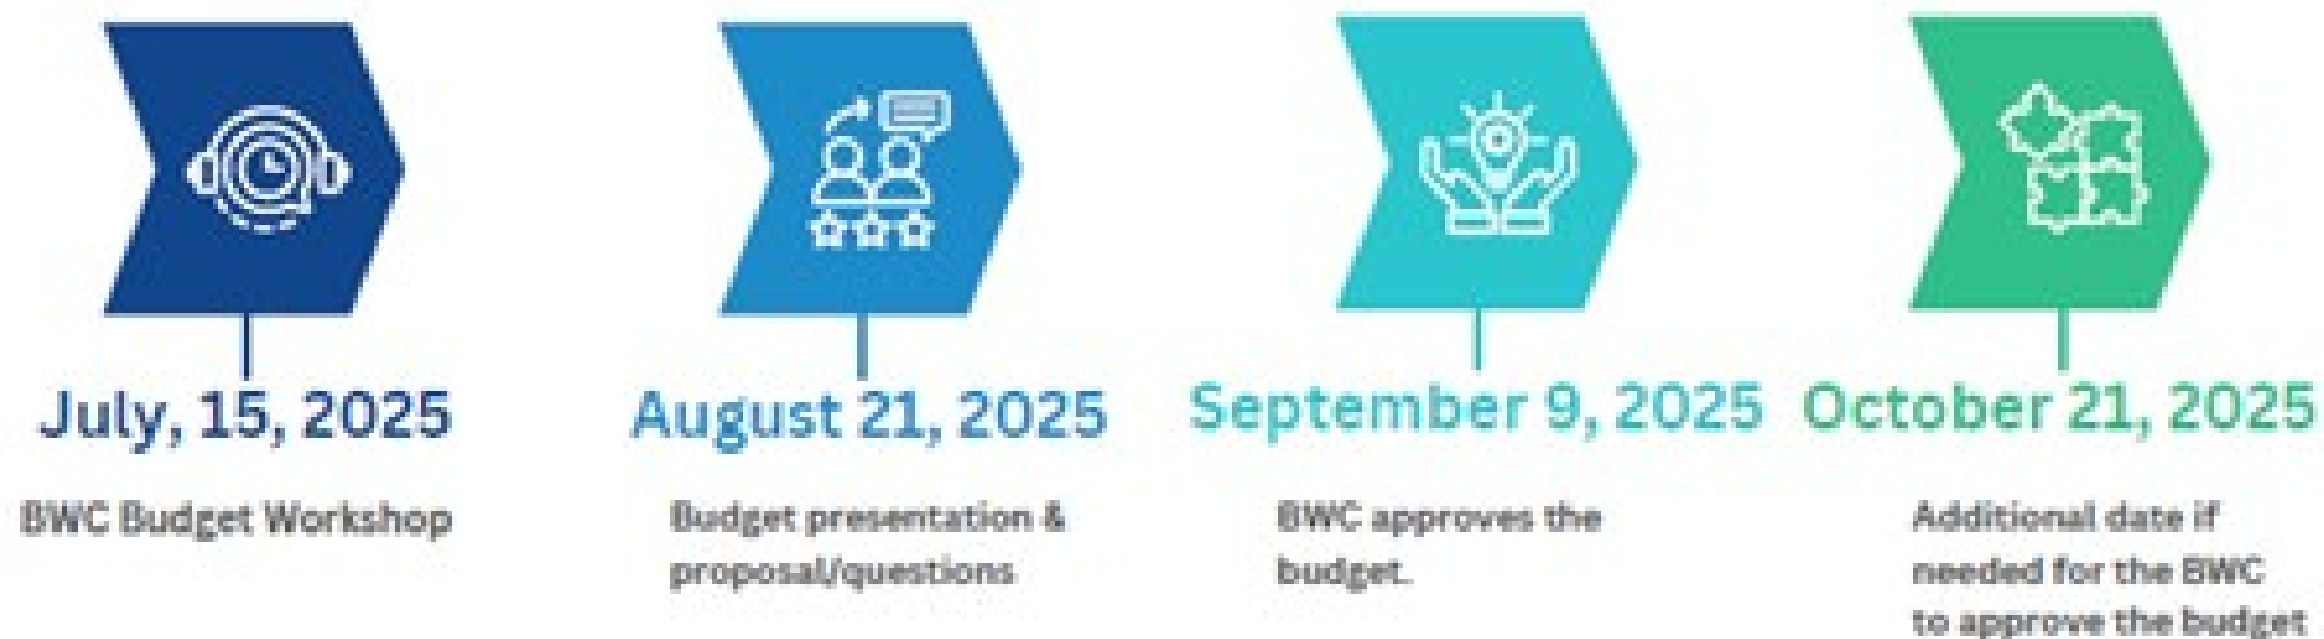 July, 15, 2025
BWC Budget Workshop
August 21, 2025
Budget presentation &
proposal/questions
September 9, 2025
BWC approves the
budget.
October 21, 2025
Additional date if
needed for the BWC
to approve the budget